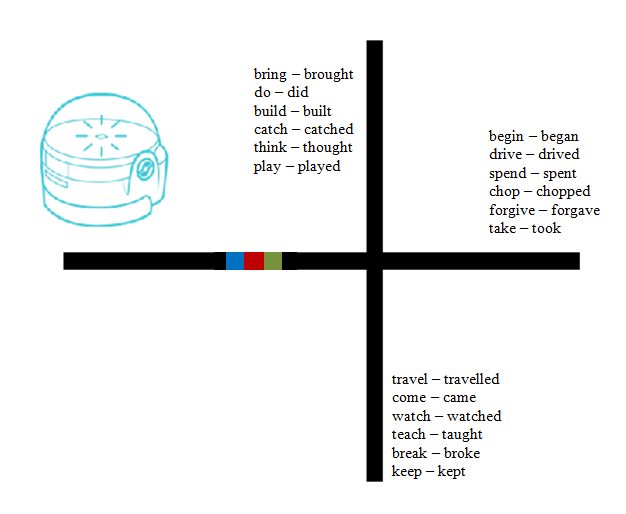 bring – brought
do – did
build – built
catch – catched
think – thought
play – played
begin – began
drive – drived
spend – spent
chop – chopped
forgive – forgave
take – took
travel – travelled
come – came
watch – watched
teach – taught
break – broke
keep – kept